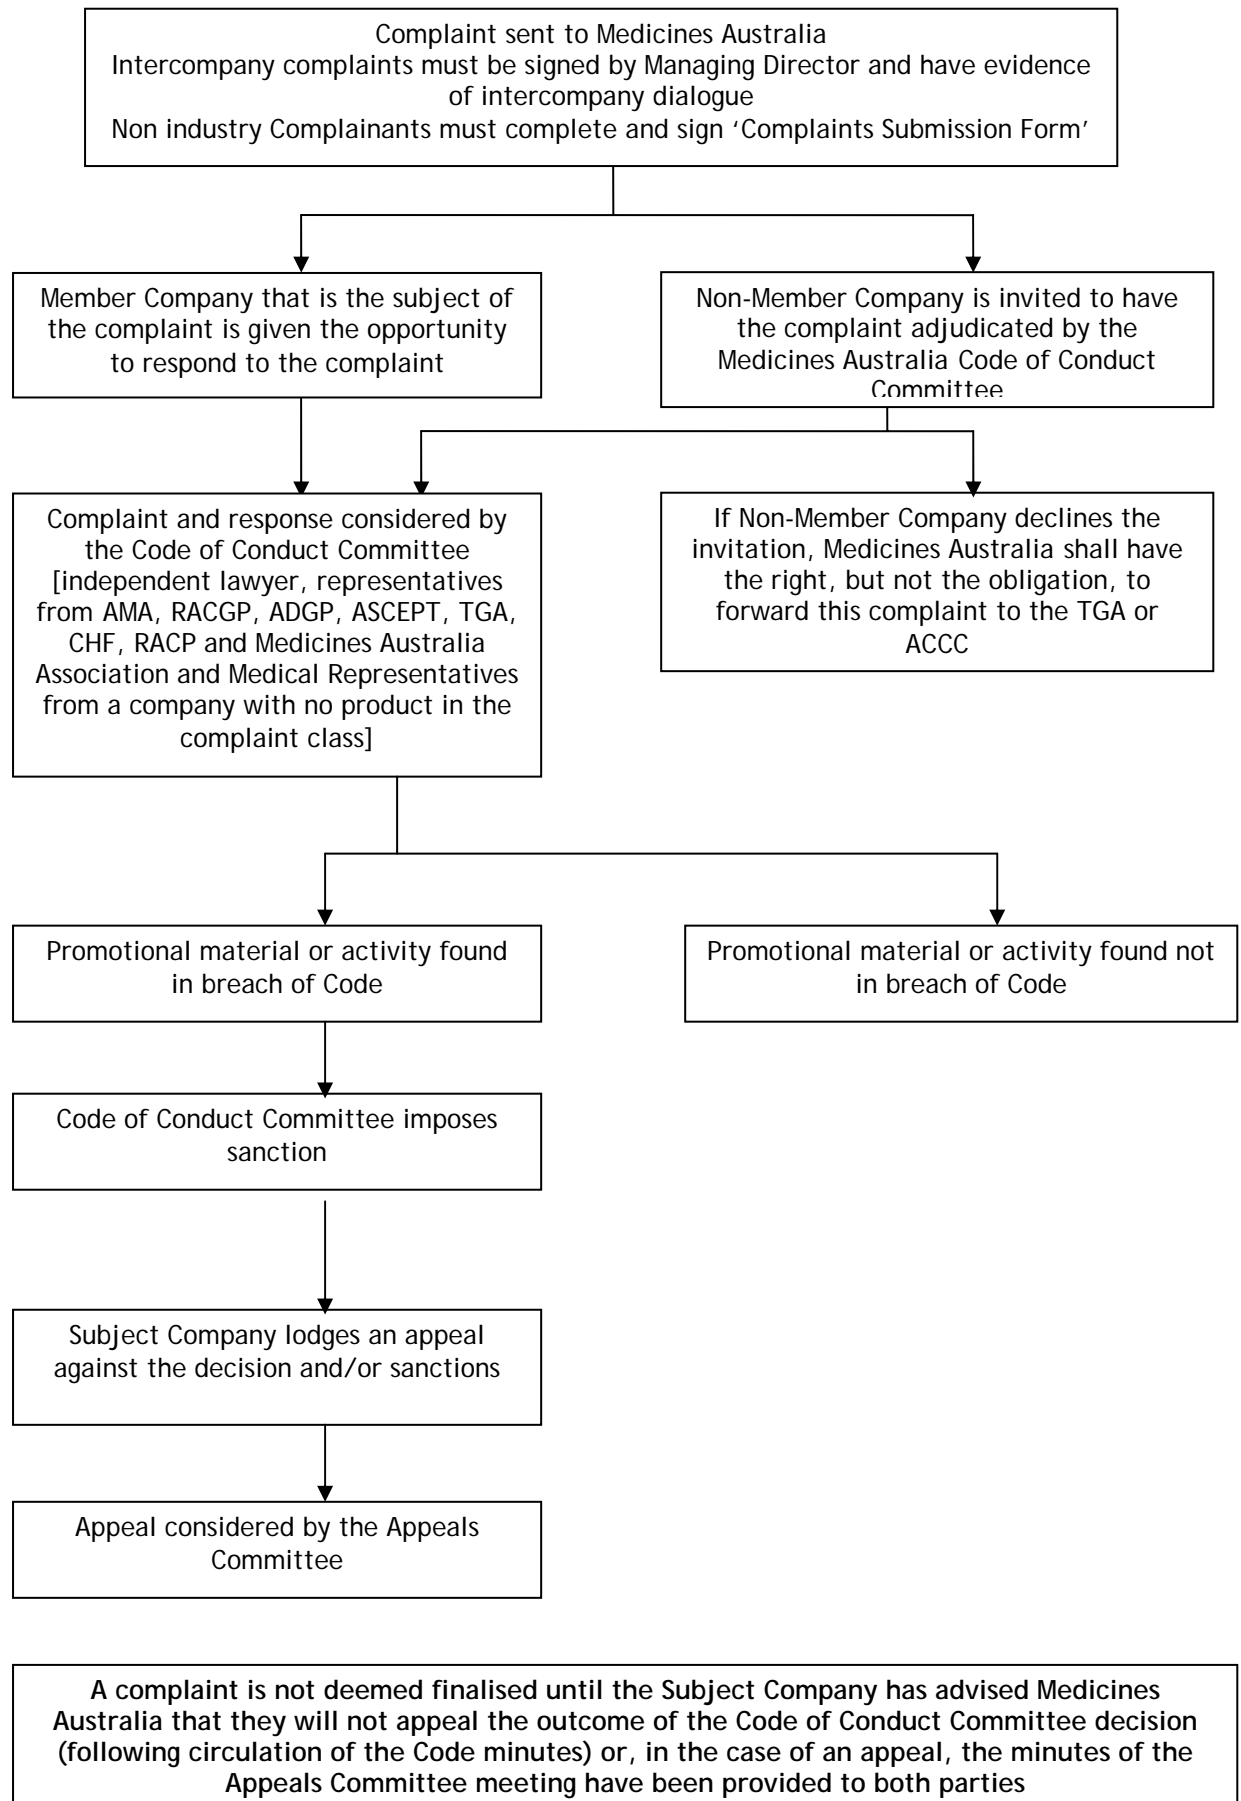 Complaint sent to Medicines Australia
Intercompany complaints must be signed by Managing Director and have evidence
of intercompany dialogue
Non industry Complainants must complete and sign ‘Complaints Submission Form’
Member Company that is the subject of
the complaint is given the opportunity
to respond to the complaint
Non-Member Company is invited to have
the complaint adjudicated by the
Medicines Australia Code of Conduct
Committee
Complaint and response considered by
the Code of Conduct Committee
[independent lawyer, representatives
from AMA, RACGP, ADGP, ASCEPT, TGA,
CHF, RACP and Medicines Australia
Association and Medical Representatives
from a company with no product in the
complaint class]
If Non-Member Company declines the
invitation, Medicines Australia shall have
the right, but not the obligation, to
forward this complaint to the TGA or
ACCC
Promotional material or activity found
in breach of Code
Promotional material or activity found not
in breach of Code
Code of Conduct Committee imposes
sanction
Subject Company lodges an appeal
against the decision and/or sanctions
Appeal considered by the Appeals
Committee
A complaint is not deemed finalised until the Subject Company has advised Medicines
Australia that they will not appeal the outcome of the Code of Conduct Committee decision
(following circulation of the Code minutes) or, in the case of an appeal, the minutes of the
Appeals Committee meeting have been provided to both parties